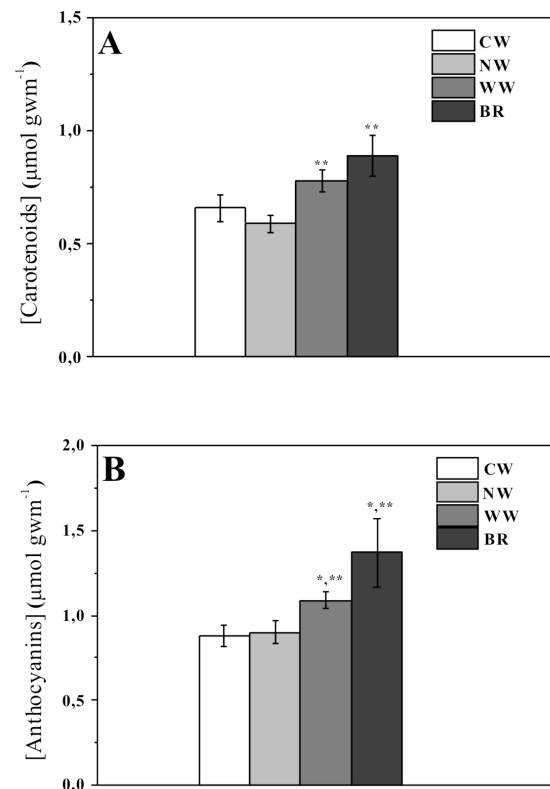 A
[Carotenoids] (μmol gwm⁻¹)
1,5
1,0
0,5
0,0
CW
NW
WW
BR
**
**
B
[Anthocyanins] (μmol gwm⁻¹)
2,0
1,5
1,0
0,5
0,0
CW
NW
WW
BR
*,**
*,**